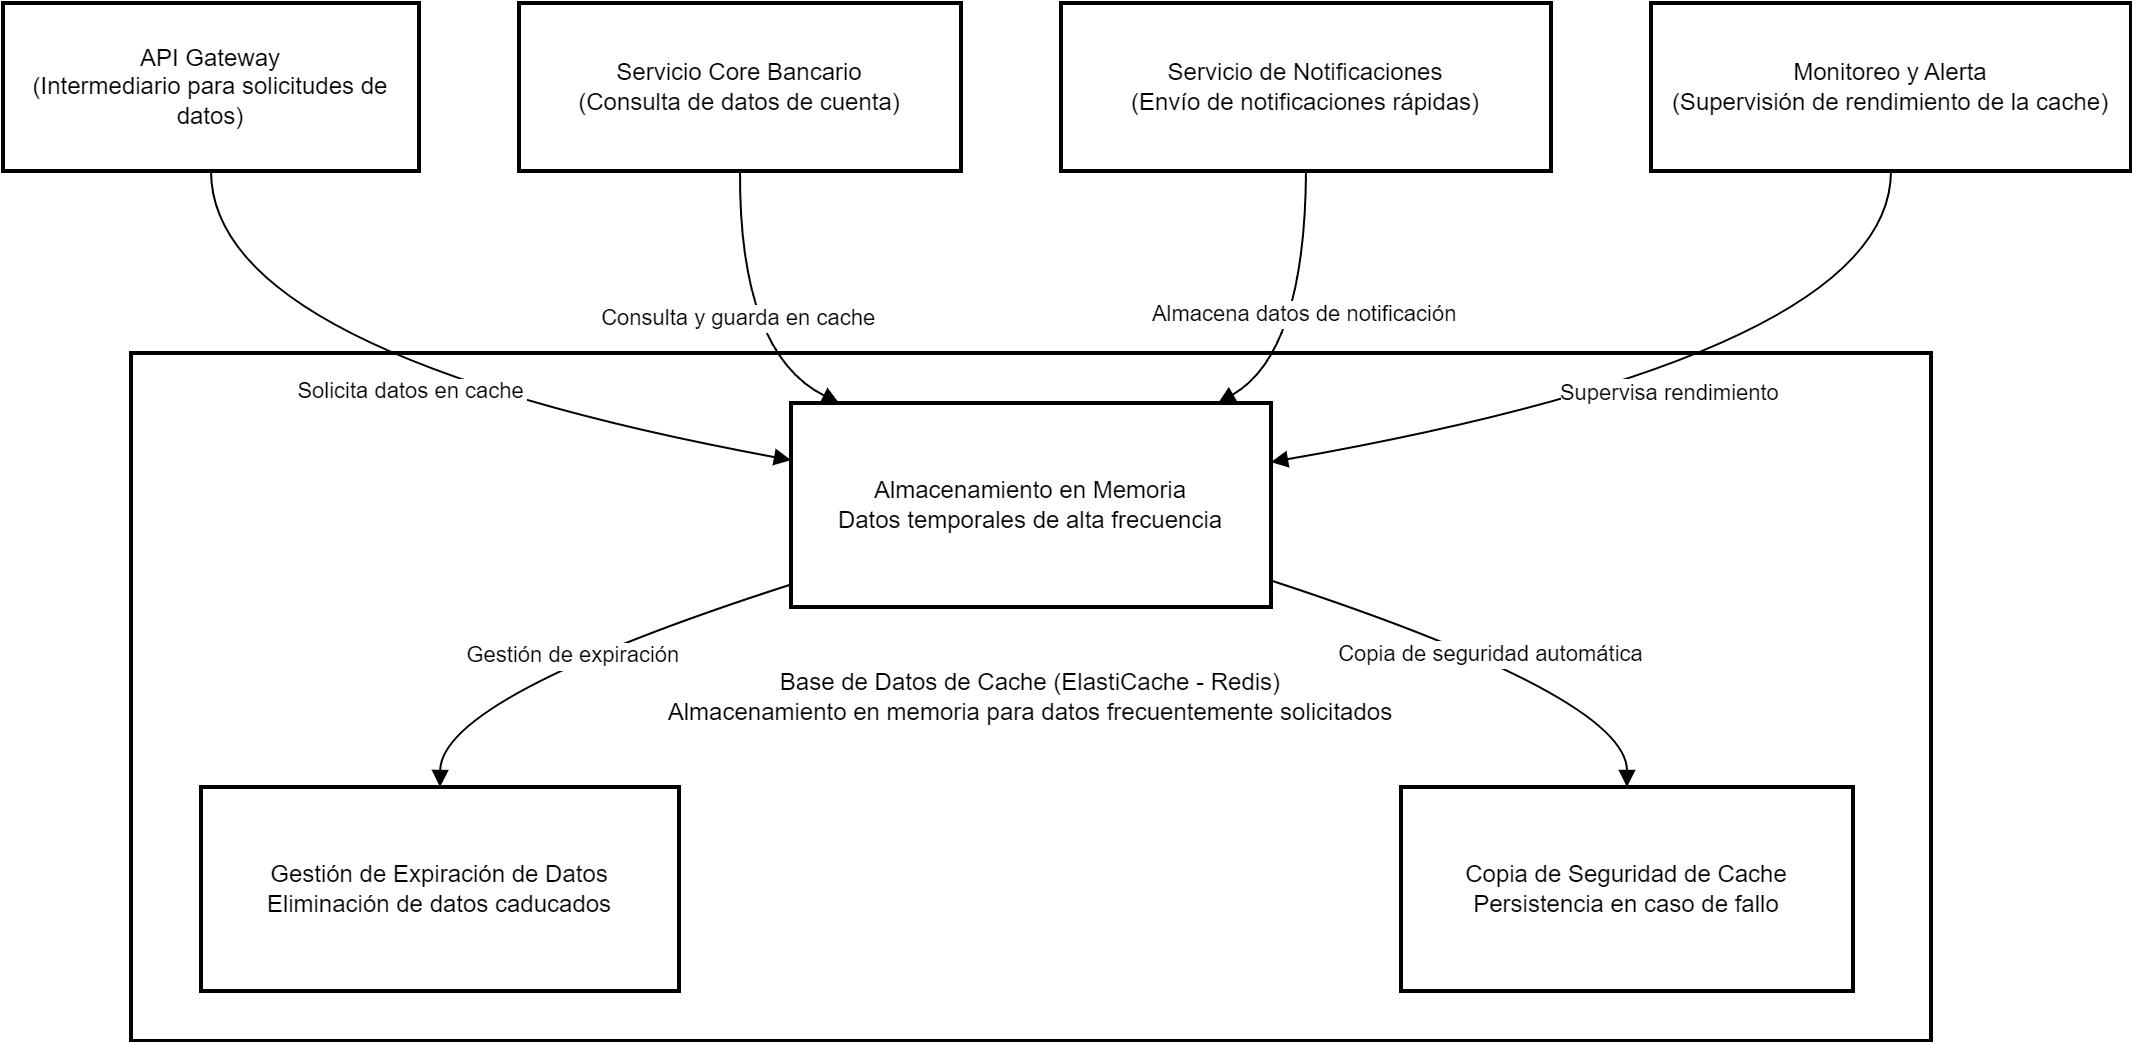 API Gateway
(Intermediario para solicitudes de
datos)
Servicio Core Bancario
(Consulta de datos de cuenta)
Servicio de Notificaciones
(Envío de notificaciones rápidas)
Monitoreo y Alerta
(Supervisión de rendimiento de la cache)
Consulta y guarda en cache
Almacena datos de notificación
Solicita datos en cache
Supervisa rendimiento
Almacenamiento en Memoria
Datos temporales de alta frecuencia
Gestión de expiración
Copia de seguridad automática
Base de Datos de Cache (ElastiCache - Redis)
Almacenamiento en memoria para datos frecuentemente solicitados
Gestión de Expiración de Datos
Eliminación de datos caducados
Copia de Seguridad de Cache
Persistencia en caso de fallo